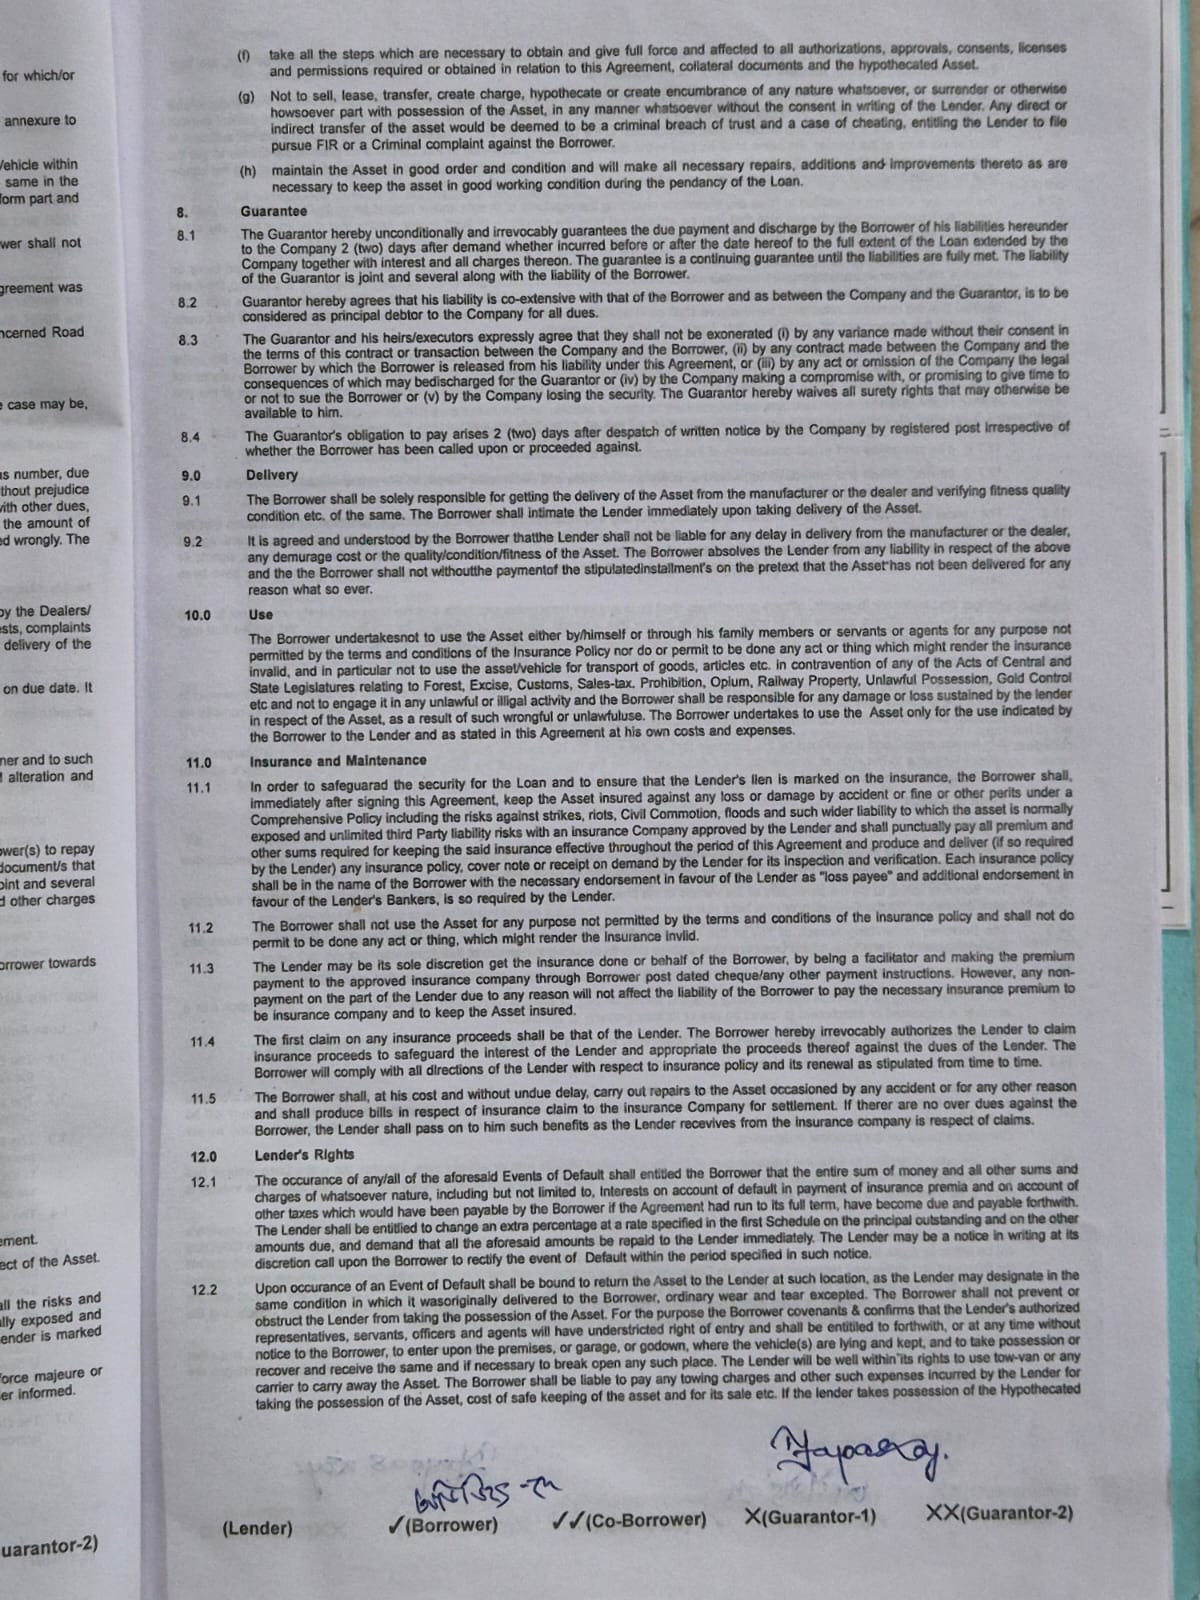 for which/or
annexure to
Vehicle within
same in the
form part and
wer shall not
greement was
ncerned Road
e case may be,
as number, due
thout prejudice
with other dues,
the amount of
ed wrongly. The
by the Dealers/
ests, complaints
delivery of the
on due date. It
ner and to such
alteration and
ower(s) to repay
document/s that
oint and several
d other charges
orrower towards
ement.
ect of the Asset.
all the risks and
lly exposed and
ender is marked
force majeure or
er informed.
uarantor-2)
(f) take all the steps which are necessary to obtain and give full force and affected to all authorizations, approvals, consents, licenses
and permissions required or obtained in relation to this Agreement, collateral documents and the hypothecated Asset.
(g) Not to sell, lease, transfer, create charge, hypothecate or create encumbrance of any nature whatsoever, or surrender or otherwise
howsoever part with possession of the Asset, in any manner whatsoever without the consent in writing of the Lender. Any direct or
indirect transfer of the asset would be deemed to be a criminal breach of trust and a case of cheating, entitling the Lender to file
pursue FIR or a Criminal complaint against the Borrower.
(h) maintain the Asset in good order and condition and will make all necessary repairs, additions and improvements thereto as are
necessary to keep the asset in good working condition during the pendancy of the Loan.
8. Guarantee
8.1 The Guarantor hereby unconditionally and irrevocably guarantees the due payment and discharge by the Borrower of his liabilities hereunder
to the Company 2 (two) days after demand whether incurred before or after the date hereof to the full extent of the Loan extended by the
Company together with interest and all charges thereon. The guarantee is a continuing guarantee until the liabilities are fully met. The liability
of the Guarantor is joint and several along with the liability of the Borrower.
8.2 Guarantor hereby agrees that his liability is co-extensive with that of the Borrower and as between the Company and the Guarantor, is to be
considered as principal debtor to the Company for all dues.
8.3 The Guarantor and his heirs/executors expressly agree that they shall not be exonerated (i) by any variance made without their consent in
the terms of this contract or transaction between the Company and the Borrower, (ii) by any contract made between the Company and the
Borrower by which the Borrower is released from his liability under this Agreement, or (iii) by any act or omission of the Company the legal
consequences of which may bedischarged for the Guarantor or (iv) by the Company making a compromise with, or promising to give time to
or not to sue the Borrower or (v) by the Company losing the security. The Guarantor hereby waives all surety rights that may otherwise be
available to him.
8.4 The Guarantor's obligation to pay arises 2 (two) days after despatch of written notice by the Company by registered post irrespective of
whether the Borrower has been called upon or proceeded against.
9.0 Delivery
9.1 The Borrower shall be solely responsible for getting the delivery of the Asset from the manufacturer or the dealer and verifying fitness quality
condition etc. of the same. The Borrower shall intimate the Lender immediately upon taking delivery of the Asset.
9.2 It is agreed and understood by the Borrower thatthe Lender shall not be liable for any delay in delivery from the manufacturer or the dealer,
any demurage cost or the quality/condition/fitness of the Asset. The Borrower absolves the Lender from any liability in respect of the above
and the the Borrower shall not withoutthe paymentof the stipulatedinstallment's on the pretext that the Asset has not been delivered for any
reason what so ever.
10.0 Use
The Borrower undertakesnot to use the Asset either by/himself or through his family members or servants or agents for any purpose not
permitted by the terms and conditions of the Insurance Policy nor do or permit to be done any act or thing which might render the insurance
invalid, and in particular not to use the asset/vehicle for transport of goods, articles etc. in contravention of any of the Acts of Central and
State Legislatures relating to Forest, Excise, Customs, Sales-tax. Prohibition, Opium, Railway Property, Unlawful Possession, Gold Control
etc and not to engage it in any unlawful or illigal activity and the Borrower shall be responsible for any damage or loss sustained by the lender
in respect of the Asset, as a result of such wrongful or unlawfuluse. The Borrower undertakes to use the Asset only for the use indicated by
the Borrower to the Lender and as stated in this Agreement at his own costs and expenses.
11.0 Insurance and Maintenance
11.1 In order to safeguarad the security for the Loan and to ensure that the Lender's lien is marked on the insurance, the Borrower shall,
immediately after signing this Agreement, keep the Asset insured against any loss or damage by accident or fine or other perits under a
Comprehensive Policy including the risks against strikes, riots, Civil Commotion, floods and such wider liability to which the asset is normally
exposed and unlimited third Party liability risks with an insurance Company approved by the Lender and shall punctually pay all premium and
other sums required for keeping the said insurance effective throughout the period of this Agreement and produce and deliver (if so required
by the Lender) any insurance policy, cover note or receipt on demand by the Lender for its Inspection and verification. Each insurance policy
shall be in the name of the Borrower with the necessary endorsement in favour of the Lender as "loss payee" and additional endorsement in
favour of the Lender's Bankers, is so required by the Lender.
11.2 The Borrower shall not use the Asset for any purpose not permitted by the terms and conditions of the insurance policy and shall not do
permit to be done any act or thing, which might render the Insurance invlid.
11.3 The Lender may be its sole discretion get the insurance done or behalf of the Borrower, by being a facilitator and making the premium
payment to the approved insurance company through Borrower post dated cheque/any other payment instructions. However, any non-
payment on the part of the Lender due to any reason will not affect the liability of the Borrower to pay the necessary insurance premium to
be insurance company and to keep the Asset insured.
11.4 The first claim on any insurance proceeds shall be that of the Lender. The Borrower hereby irrevocably authorizes the Lender to claim
insurance proceeds to safeguard the interest of the Lender and appropriate the proceeds thereof against the dues of the Lender. The
Borrower will comply with all directions of the Lender with respect to insurance policy and its renewal as stipulated from time to time.
11.5 The Borrower shall, at his cost and without undue delay, carry out repairs to the Asset occasioned by any accident or for any other reason
and shall produce bills in respect of insurance claim to the insurance Company for settlement. If therer are no over dues against the
Borrower, the Lender shall pass on to him such benefits as the Lender recevives from the insurance company is respect of claims.
12.0 Lender's Rights
12.1 The occurance of any/all of the aforesaid Events of Default shall entitled the Borrower that the entire sum of money and all other sums and
charges of whatsoever nature, including but not limited to, Interests on account of default in payment of insurance premia and on account of
other taxes which would have been payable by the Borrower if the Agreement had run to its full term, have become due and payable forthwith.
The Lender shall be entitlied to change an extra percentage at a rate specified in the first Schedule on the principal outstanding and on the other
amounts due, and demand that all the aforesaid amounts be repaid to the Lender immediately. The Lender may be a notice in writing at its
discretion call upon the Borrower to rectify the event of Default within the period specified in such notice.
12.2 Upon occurance of an Event of Default shall be bound to return the Asset to the Lender at such location, as the Lender may designate in the
same condition in which it wasoriginally delivered to the Borrower, ordinary wear and tear excepted. The Borrower shall not prevent or
obstruct the Lender from taking the possession of the Asset. For the purpose the Borrower covenants & confirms that the Lender's authorized
representatives, servants, officers and agents will have understricted right of entry and shall be entitiled to forthwith, or at any time without
notice to the Borrower, to enter upon the premises, or garage, or godown, where the vehicle(s) are lying and kept, and to take possession or
recover and receive the same and if necessary to break open any such place. The Lender will be well within its rights to use tow-van or any
carrier to carry away the Asset. The Borrower shall be liable to pay any towing charges and other such expenses incurred by the Lender for
taking the possession of the Asset, cost of safe keeping of the asset and for its sale etc. If the lender takes possession of the Hypothecated
(Lender) ✓(Borrower) ✓✓(Co-Borrower) X(Guarantor-1) XX(Guarantor-2)